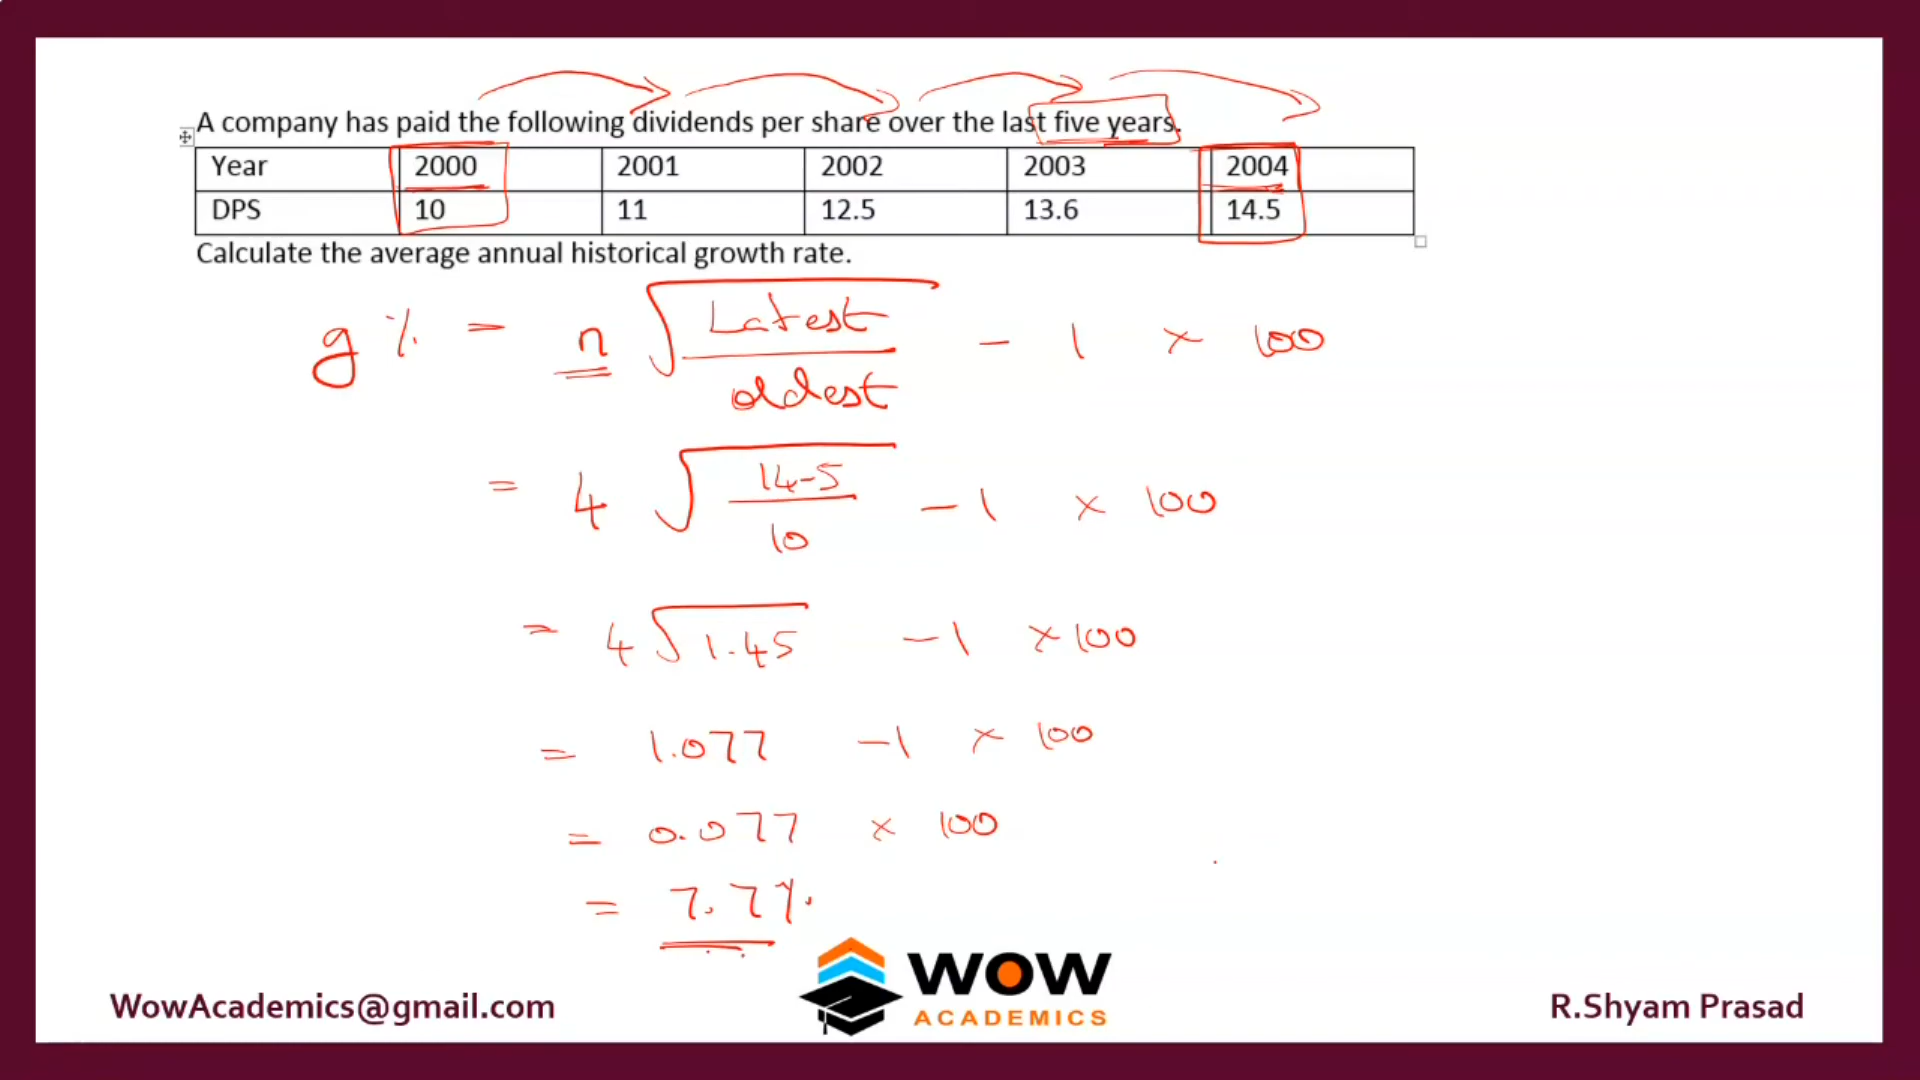 A company has paid the following dividends per share over the last five years.
Year 2000 2001 2002 2003 2004
DPS 10 11 12.5 13.6 14.5
Calculate the average annual historical growth rate.
g % = n √ Latest / oldest - 1 × 100
= 4 √ 14.5 / 10 - 1 × 100
= 4 √ 1.45 - 1 × 100
= 1.077 - 1 × 100
= 0.077 × 100
= 7.7%
WOW
ACADEMICS
WowAcademics@gmail.com
R.Shyam Prasad